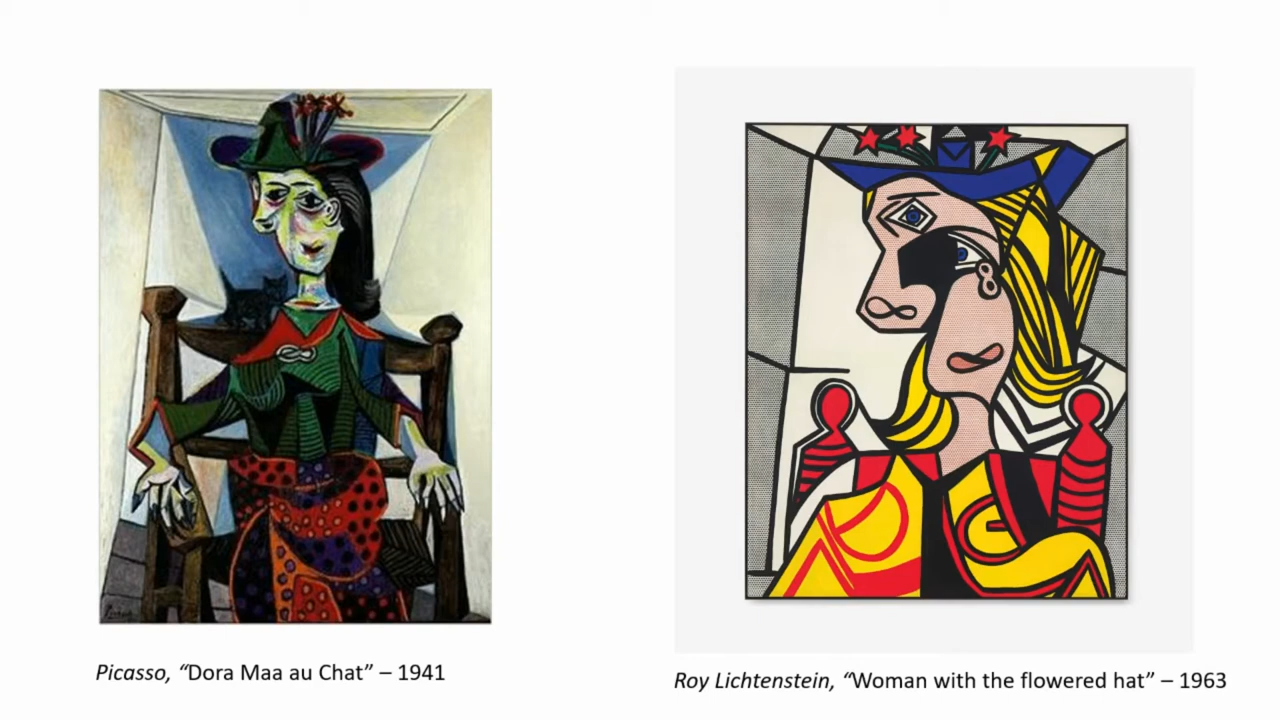 Picasso, “Dora Maa au Chat” – 1941
Roy Lichtenstein, “Woman with the flowered hat” – 1963